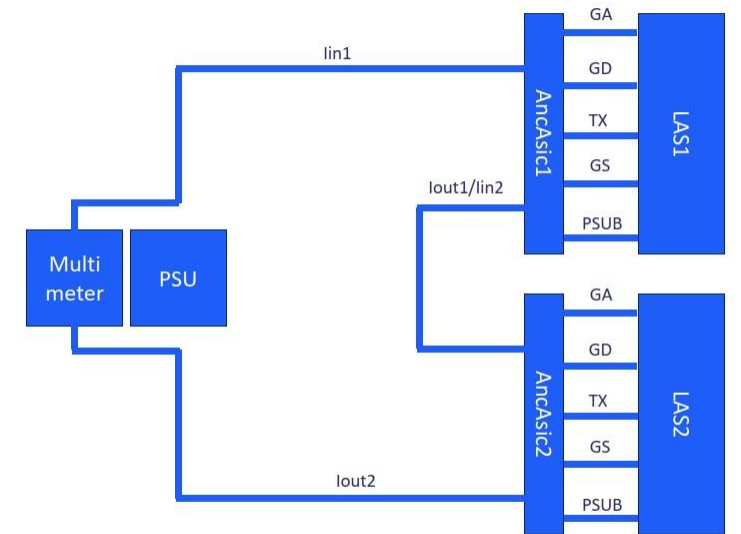 GA
Iin1
GD
AncAsic1
TX
LAS1
GS
Iout1/Iin2
PSUB
Multi
meter
PSU
GA
GD
AncAsic2
TX
LAS2
GS
Iout2
PSUB